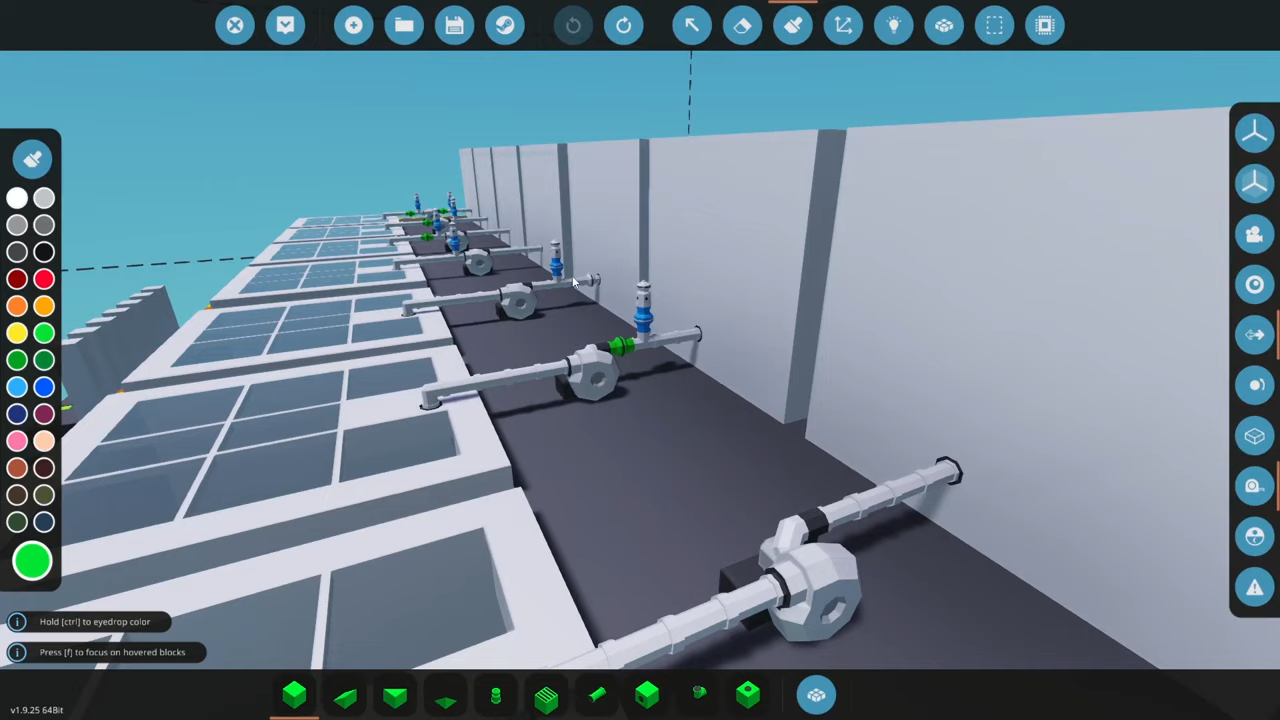 Hold [ctrl] to eyedrop color
Press [f] to focus on hovered blocks
v1.9.25 64Bit